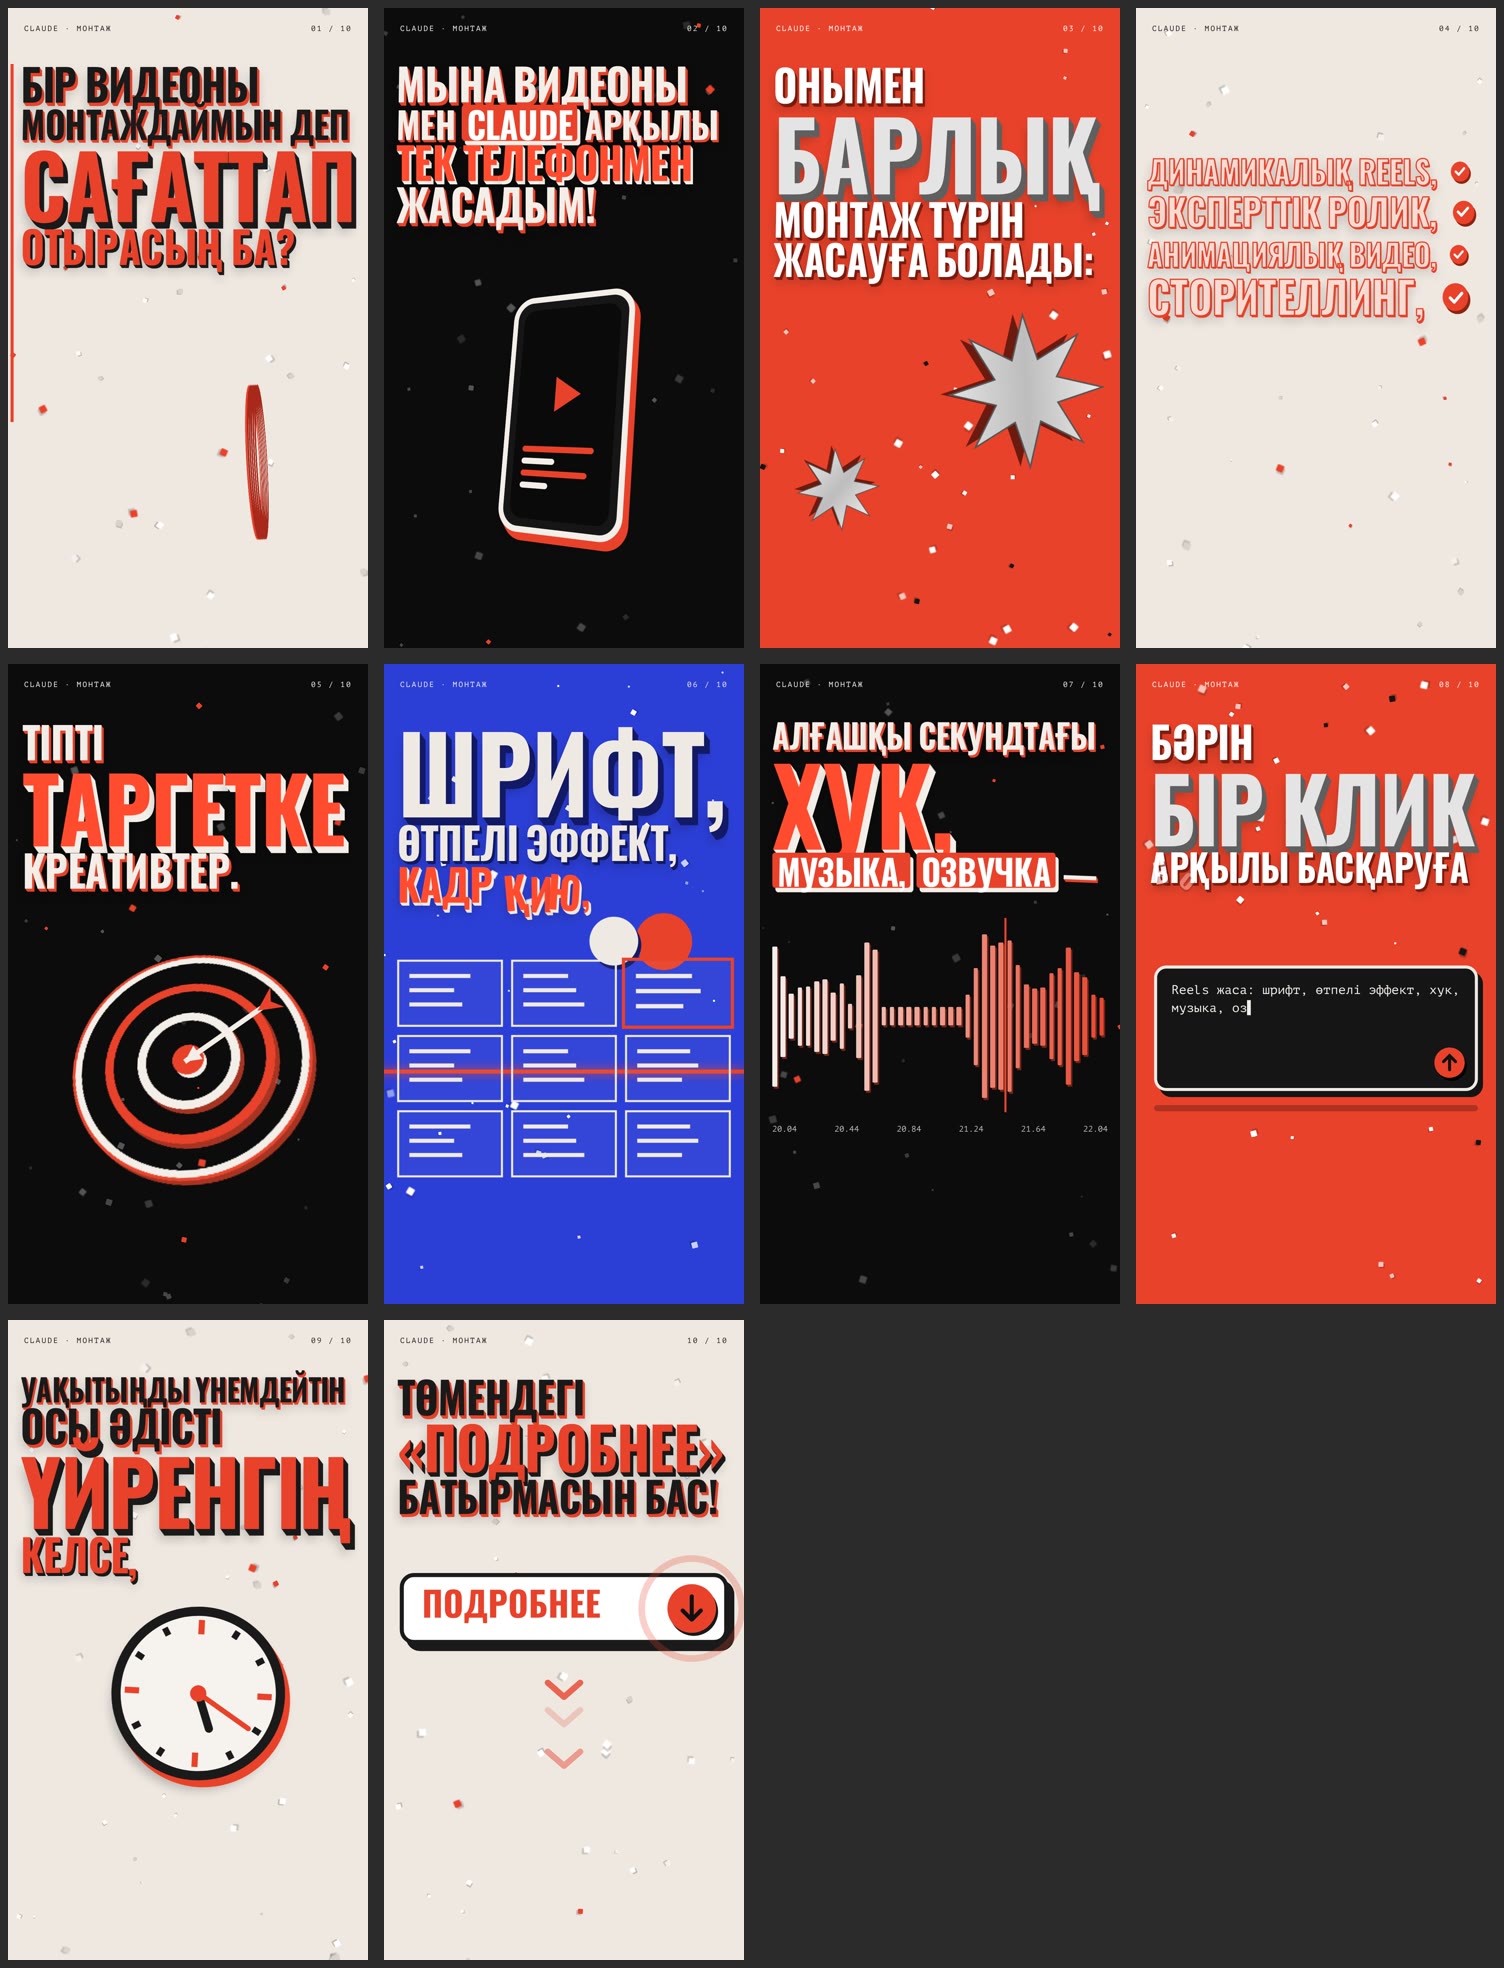 CLAUDE · МОНТАЖ 01 / 10
БІР ВИДЕОНЫ
МОНТАЖДАЙМЫН ДЕП
САҒАТТАП
ОТЫРАСЫҢ БА?
CLAUDE · МОНТАЖ 02 / 10
МЫНА ВИДЕОНЫ
МЕН CLAUDE АРҚЫЛЫ
ТЕК ТЕЛЕФОНМЕН
ЖАСАДЫМ!
CLAUDE · МОНТАЖ 03 / 10
ОНЫМЕН
БАРЛЫҚ
МОНТАЖ ТҮРІН
ЖАСАУҒА БОЛАДЫ:
CLAUDE · МОНТАЖ 04 / 10
ДИНАМИКАЛЫҚ REELS,
ЭКСПЕРТТІК РОЛИК,
АНИМАЦИЯЛЫҚ ВИДЕО,
СТОРИТЕЛЛИНГ,
CLAUDE · МОНТАЖ 05 / 10
ТІПТІ
ТАРГЕТКЕ
КРЕАТИВТЕР.
CLAUDE · МОНТАЖ 06 / 10
ШРИФТ,
ӨТПЕЛІ ЭФФЕКТ,
КАДР ҚИЮ,
CLAUDE · МОНТАЖ 07 / 10
АЛҒАШҚЫ СЕКУНДТАҒЫ
ХУК,
МУЗЫКА, ОЗВУЧКА —
20.04 20.44 20.84 21.24 21.64 22.04
CLAUDE · МОНТАЖ 08 / 10
БӘРІН
БІР КЛИК
АРҚЫЛЫ БАСҚАРУҒА
Reels жаса: шрифт, өтпелі эффект, хук,
музыка, оз
CLAUDE · МОНТАЖ 09 / 10
УАҚЫТЫҢДЫ ҮНЕМДЕЙТІН
ОСЫ ӘДІСТІ
ҮЙРЕНГІҢ
КЕЛСЕ,
CLAUDE · МОНТАЖ 10 / 10
ТӨМЕНДЕГІ
«ПОДРОБНЕЕ»
БАТЫРМАСЫН БАС!
ПОДРОБНЕЕ